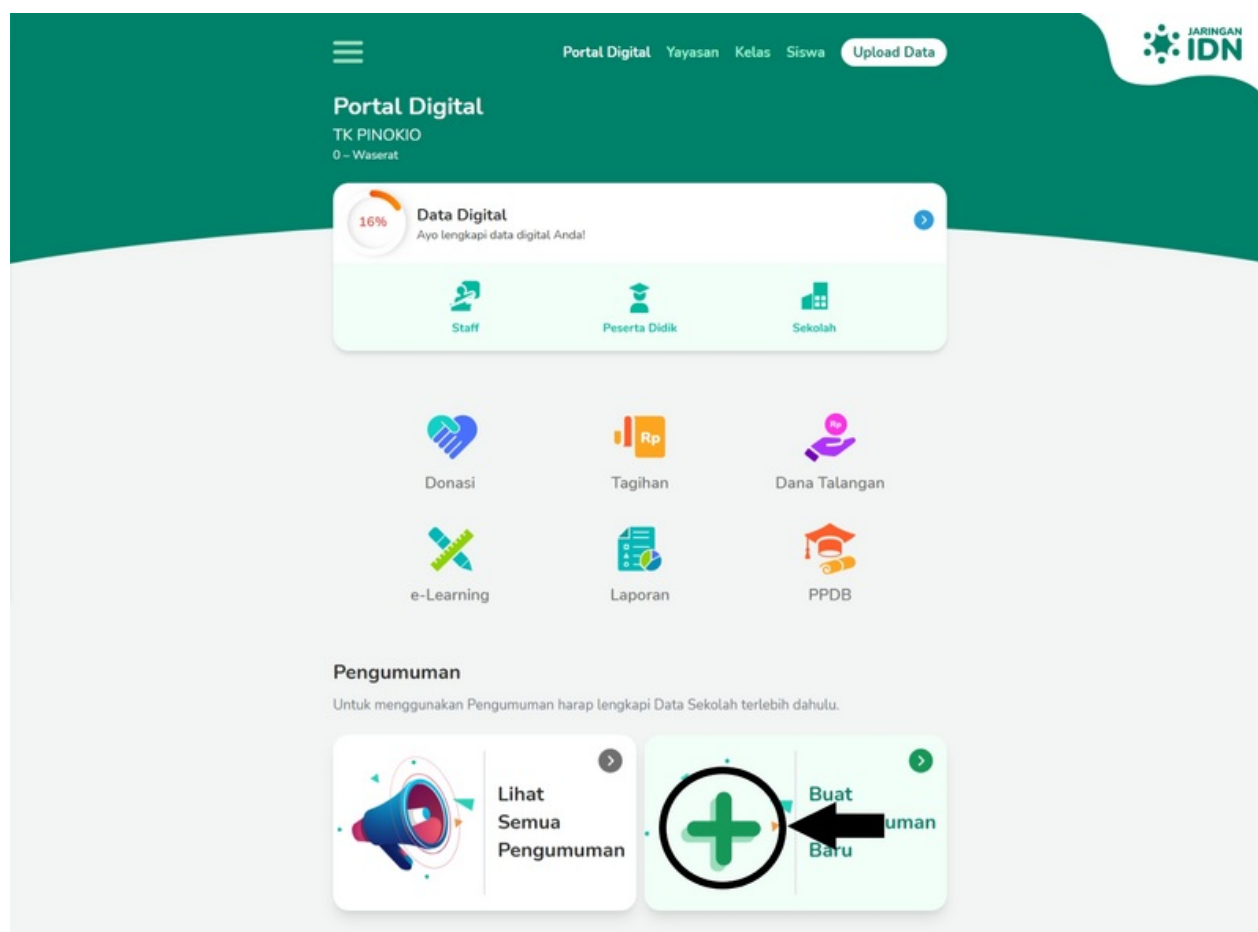 Portal Digital Yayasan Kelas Siswa Upload Data
JARINGAN
IDN
Portal Digital
TK PINOKIO
0 – Waserat
16%
Data Digital
Ayo lengkapi data digital Anda!
Staff Peserta Didik Sekolah
Rp Rp
Donasi Tagihan Dana Talangan
e-Learning Laporan PPDB
Pengumuman
Untuk menggunakan Pengumuman harap lengkapi Data Sekolah terlebih dahulu.
Lihat
Semua
Pengumuman
Buat
uman
Baru